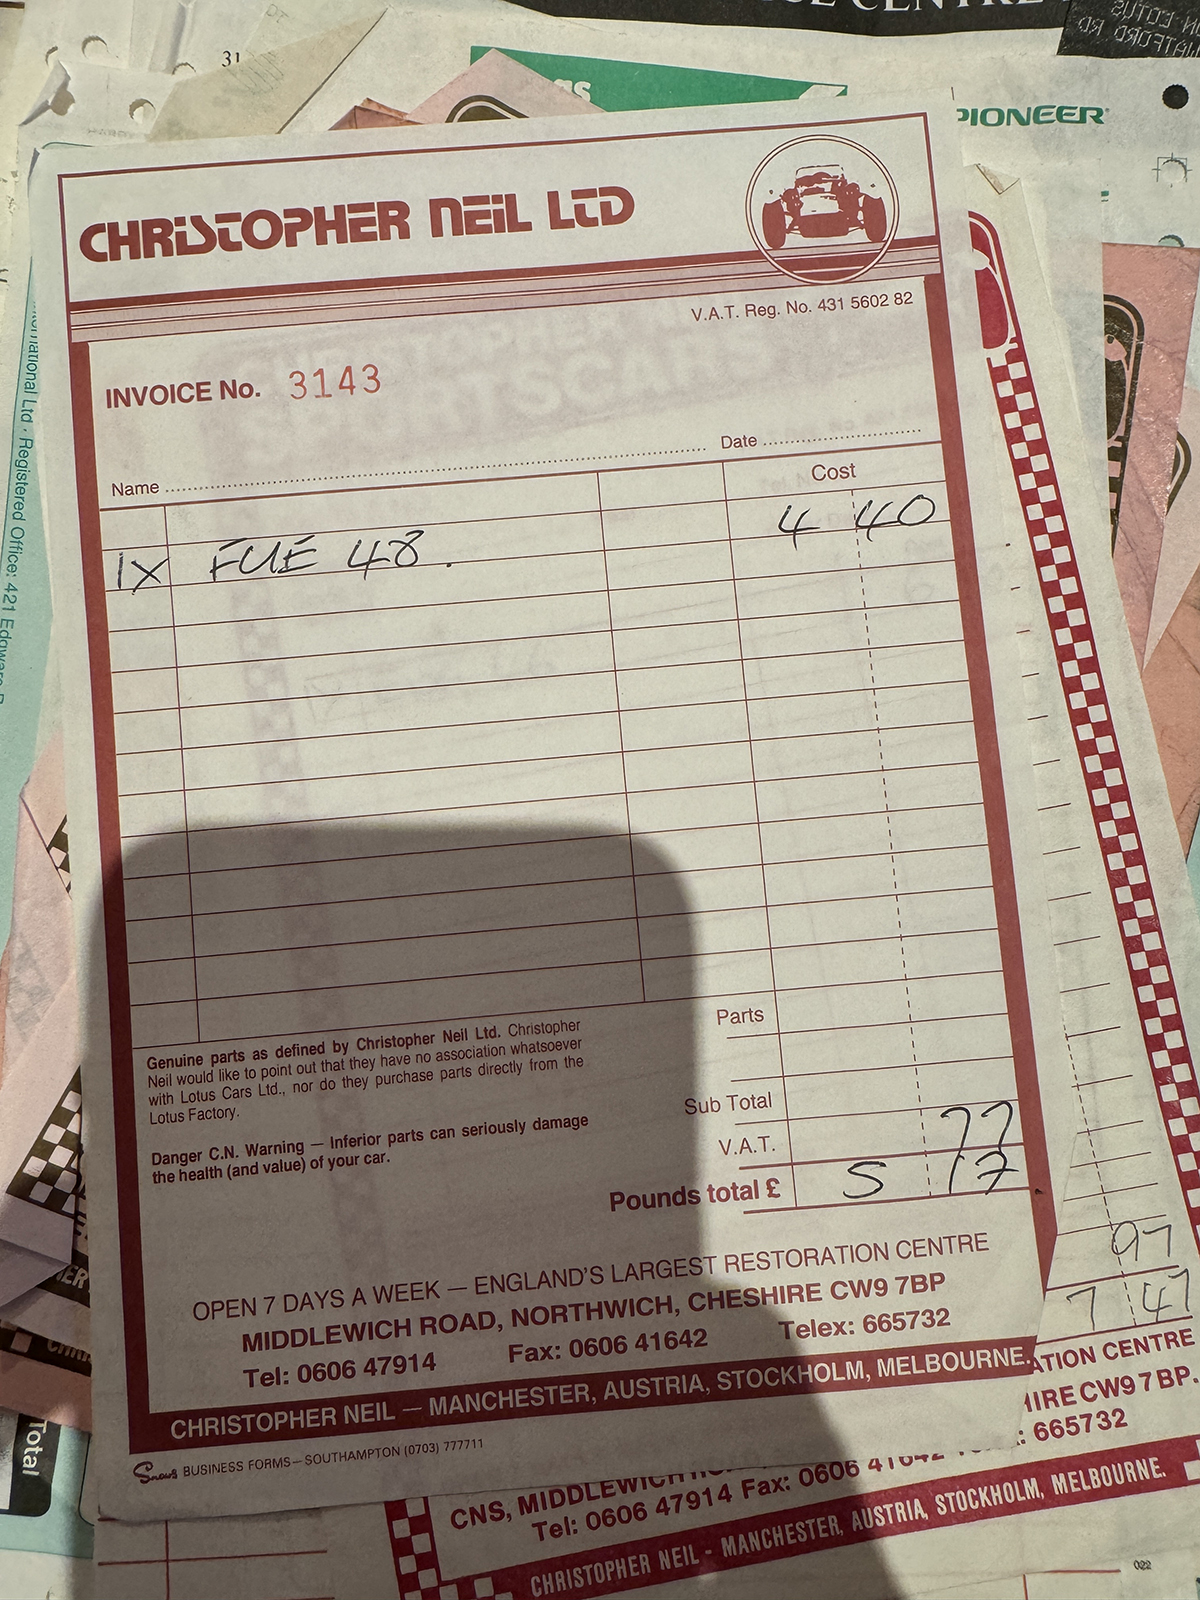 31
PIONEER
CHRISTOPHER NEIL LTD
V.A.T. Reg. No. 431 5602 82
INVOICE No. 3143
Name
Date
Cost
1X FUE 48. 4 40
Parts
Genuine parts as defined by Christopher Neil Ltd. Christopher
Neil would like to point out that they have no association whatsoever
with Lotus Cars Ltd., nor do they purchase parts directly from the
Lotus Factory.
Sub Total
Danger C.N. Warning — Inferior parts can seriously damage
the health (and value) of your car.
V.A.T. 77
Pounds total £ 5 17
OPEN 7 DAYS A WEEK — ENGLAND'S LARGEST RESTORATION CENTRE
MIDDLEWICH ROAD, NORTHWICH, CHESHIRE CW9 7BP
Tel: 0606 47914 Fax: 0606 41642 Telex: 665732
CHRISTOPHER NEIL — MANCHESTER, AUSTRIA, STOCKHOLM, MELBOURNE.
Snows BUSINESS FORMS—SOUTHAMPTON (0703) 777711
97
7 47
ATION CENTRE
HIRE CW9 7BP.
: 665732
CNS, MIDDLEWICH
Tel: 0606 47914 Fax: 0606 41642
CHRISTOPHER NEIL - MANCHESTER, AUSTRIA, STOCKHOLM, MELBOURNE.
022
Total
ernational Ltd · Registered Office: 421 Edgware